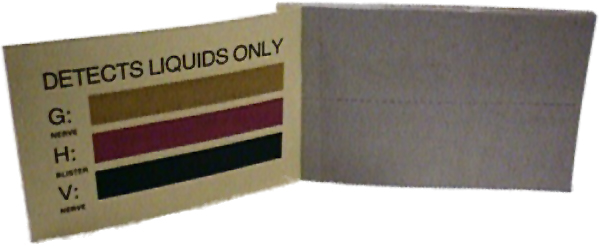 DETECTS LIQUIDS ONLY
G:
NERVE
H:
BLISTER
V:
NERVE